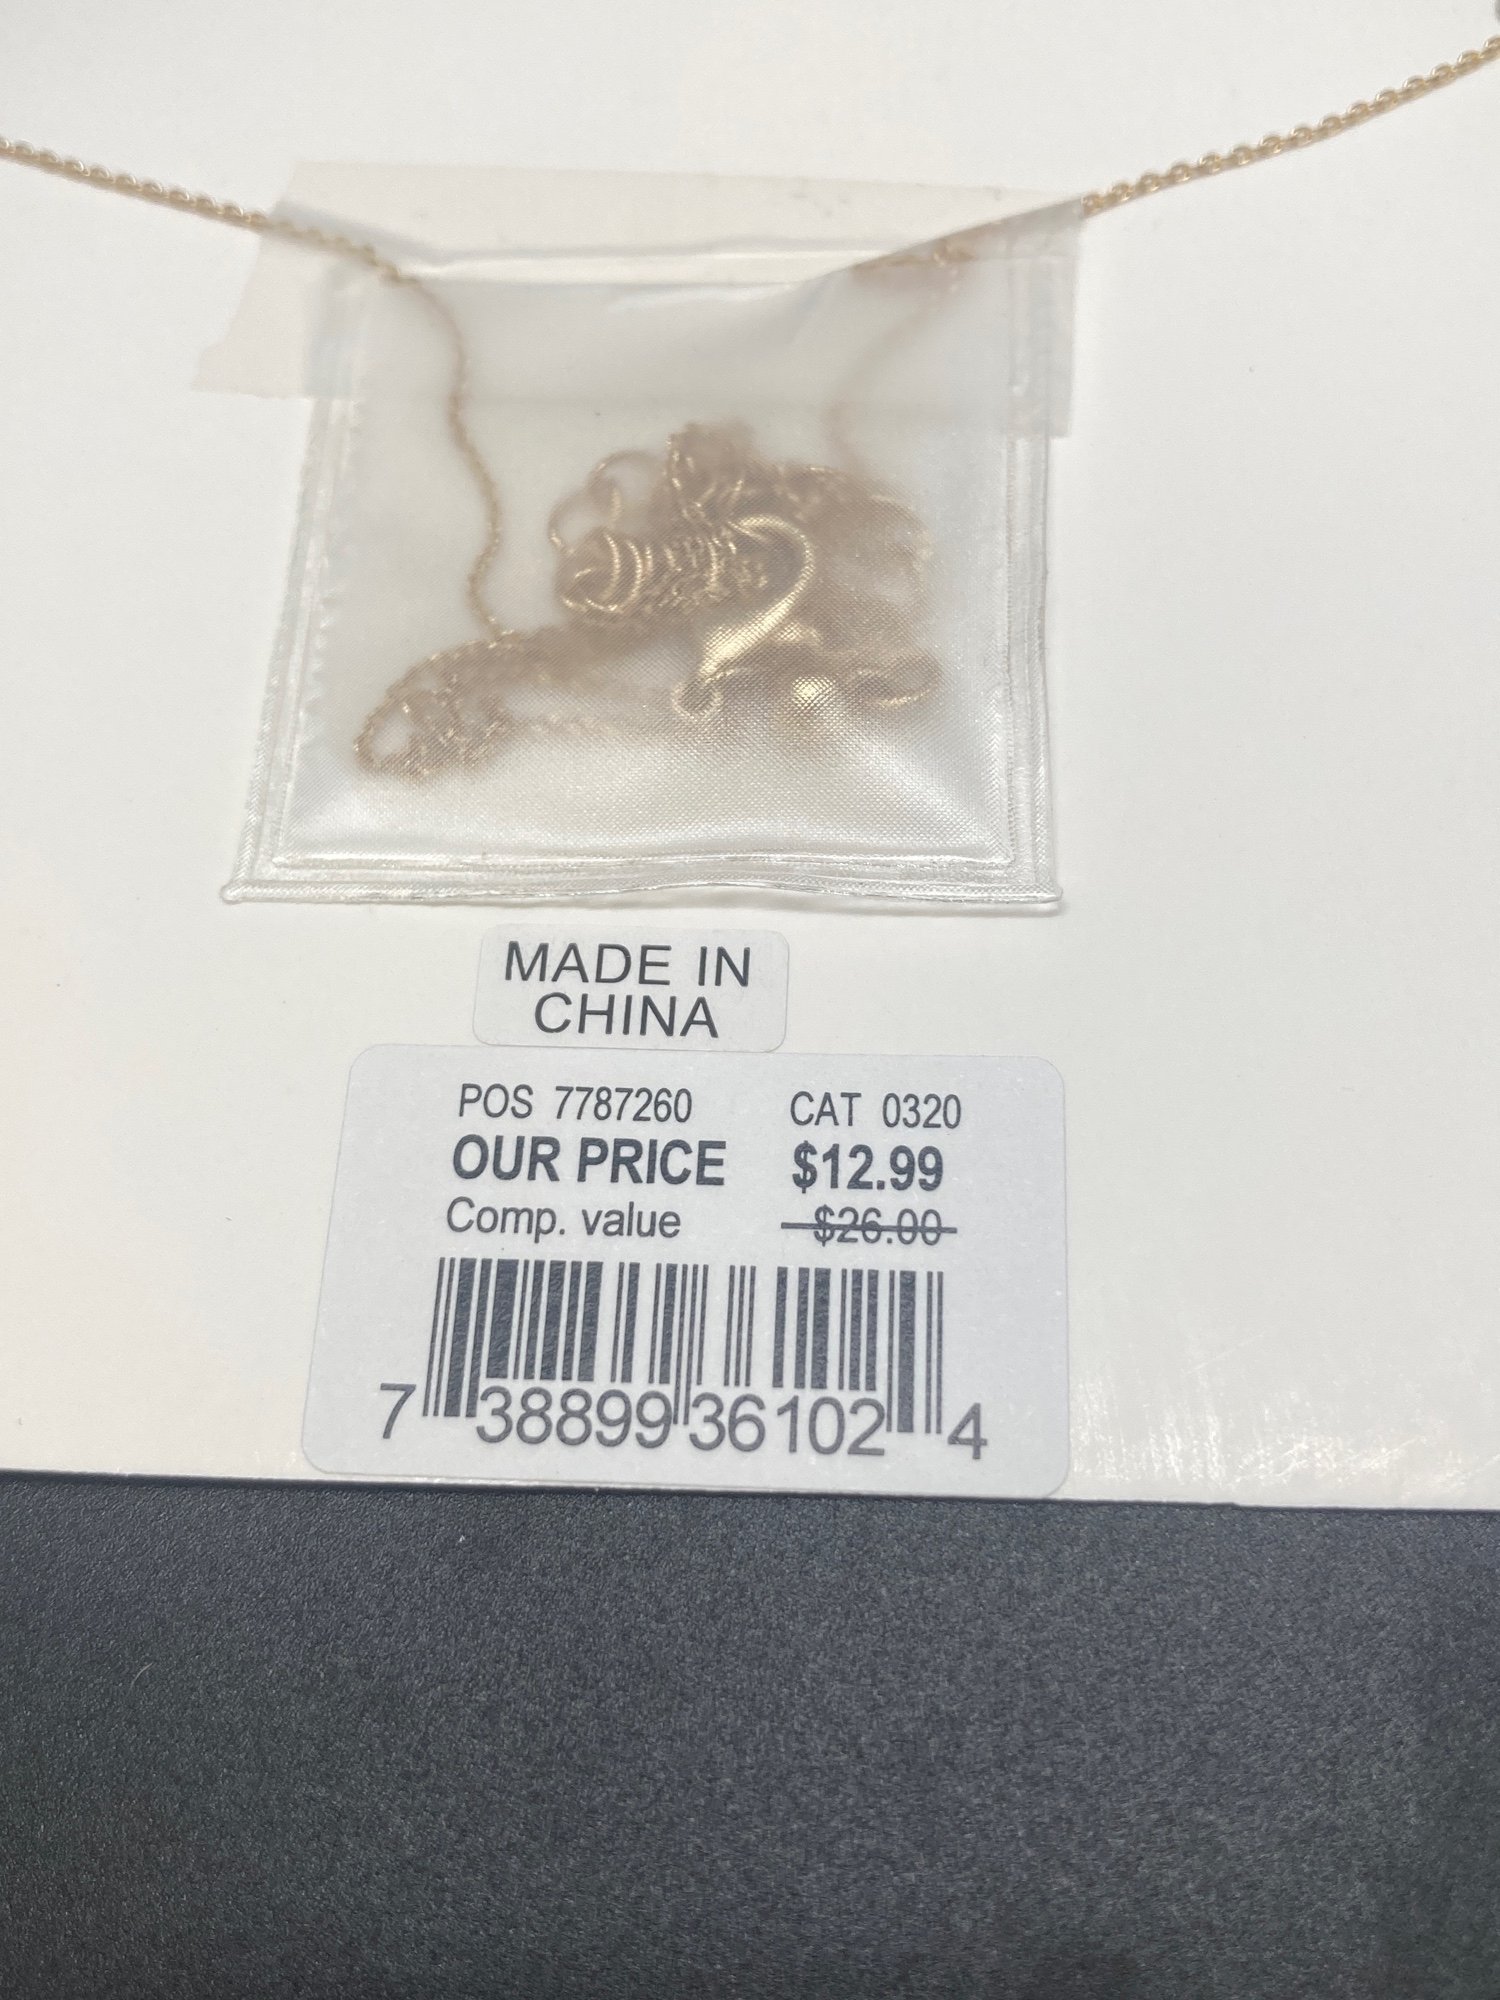 MADE IN
CHINA
POS 7787260 CAT 0320
OUR PRICE $12.99
Comp. value $26.00
7 38899 36102 4